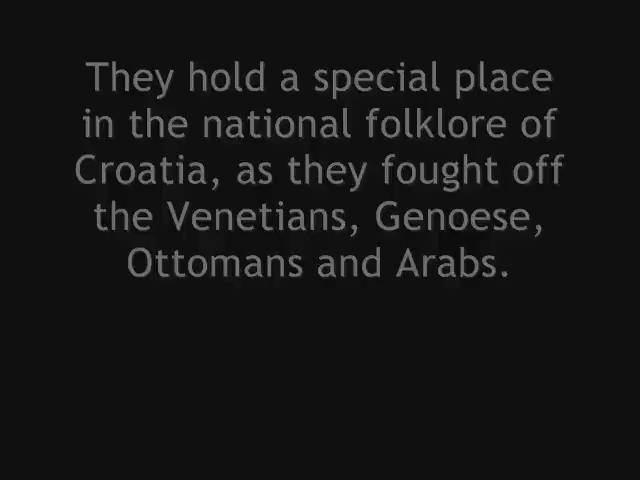 They hold a special place
in the national folklore of
Croatia, as they fought off
the Venetians, Genoese,
Ottomans and Arabs.